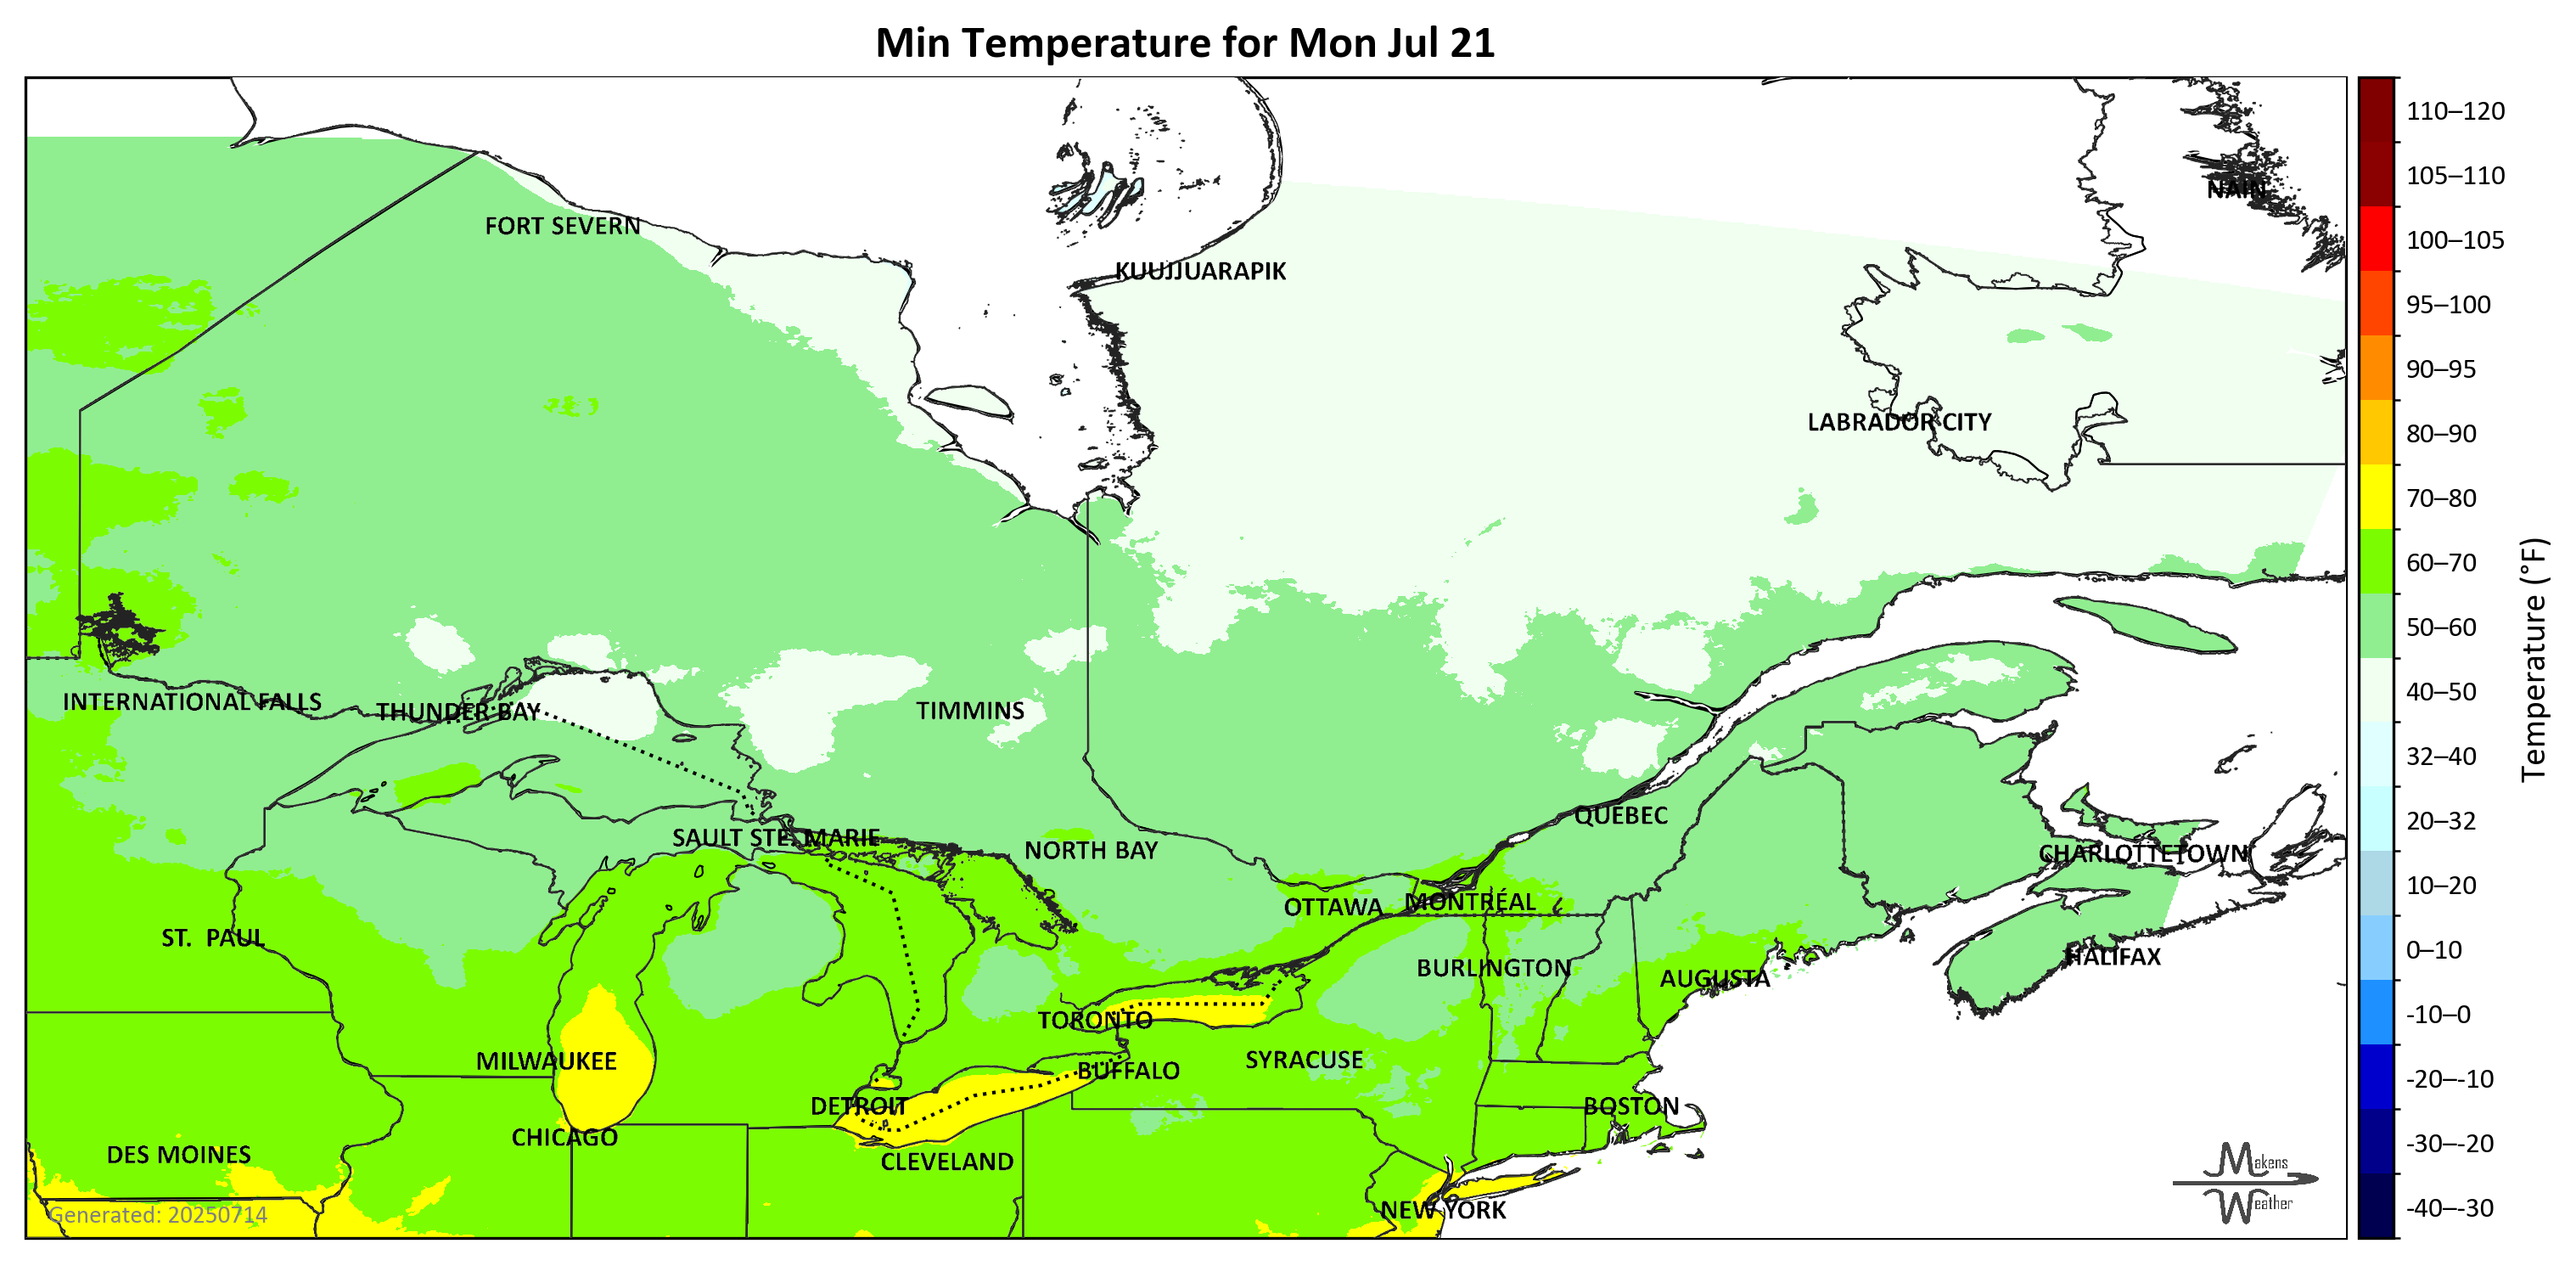 Min Temperature for Mon Jul 21
110–120
105–110
NAIN
FORT SEVERN
100–105
KUUJJUARAPIK
95–100
90–95
LABRADOR CITY
80–90
70–80
60–70
50–60
Temperature (°F)
INTERNATIONAL FALLS
THUNDER BAY
TIMMINS
40–50
32–40
QUÉBEC
20–32
SAULT STE. MARIE
NORTH BAY
CHARLOTTETOWN
10–20
OTTAWA
MONTRÉAL
ST. PAUL
0–10
HALIFAX
BURLINGTON
AUGUSTA
TORONTO
-10–0
MILWAUKEE
SYRACUSE
BUFFALO
-20–-10
DETROIT
BOSTON
CHICAGO
-30–-20
DES MOINES
CLEVELAND
Makens
Weather
NEW YORK
-40–-30
Generated: 20250714